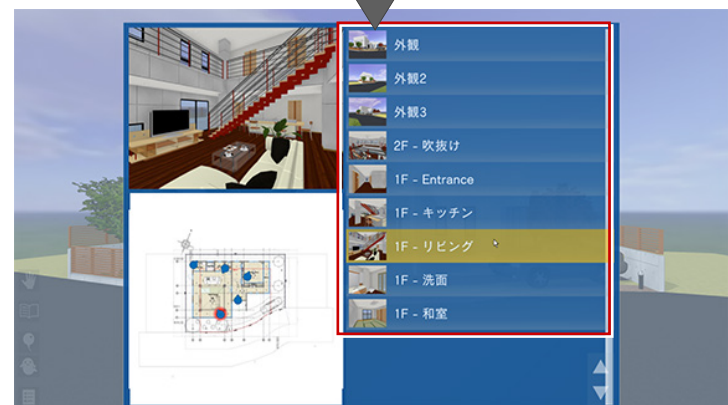 外観
外観2
外観3
2F - 吹抜け
1F - Entrance
1F - キッチン
1F - リビング
1F - 洗面
1F - 和室